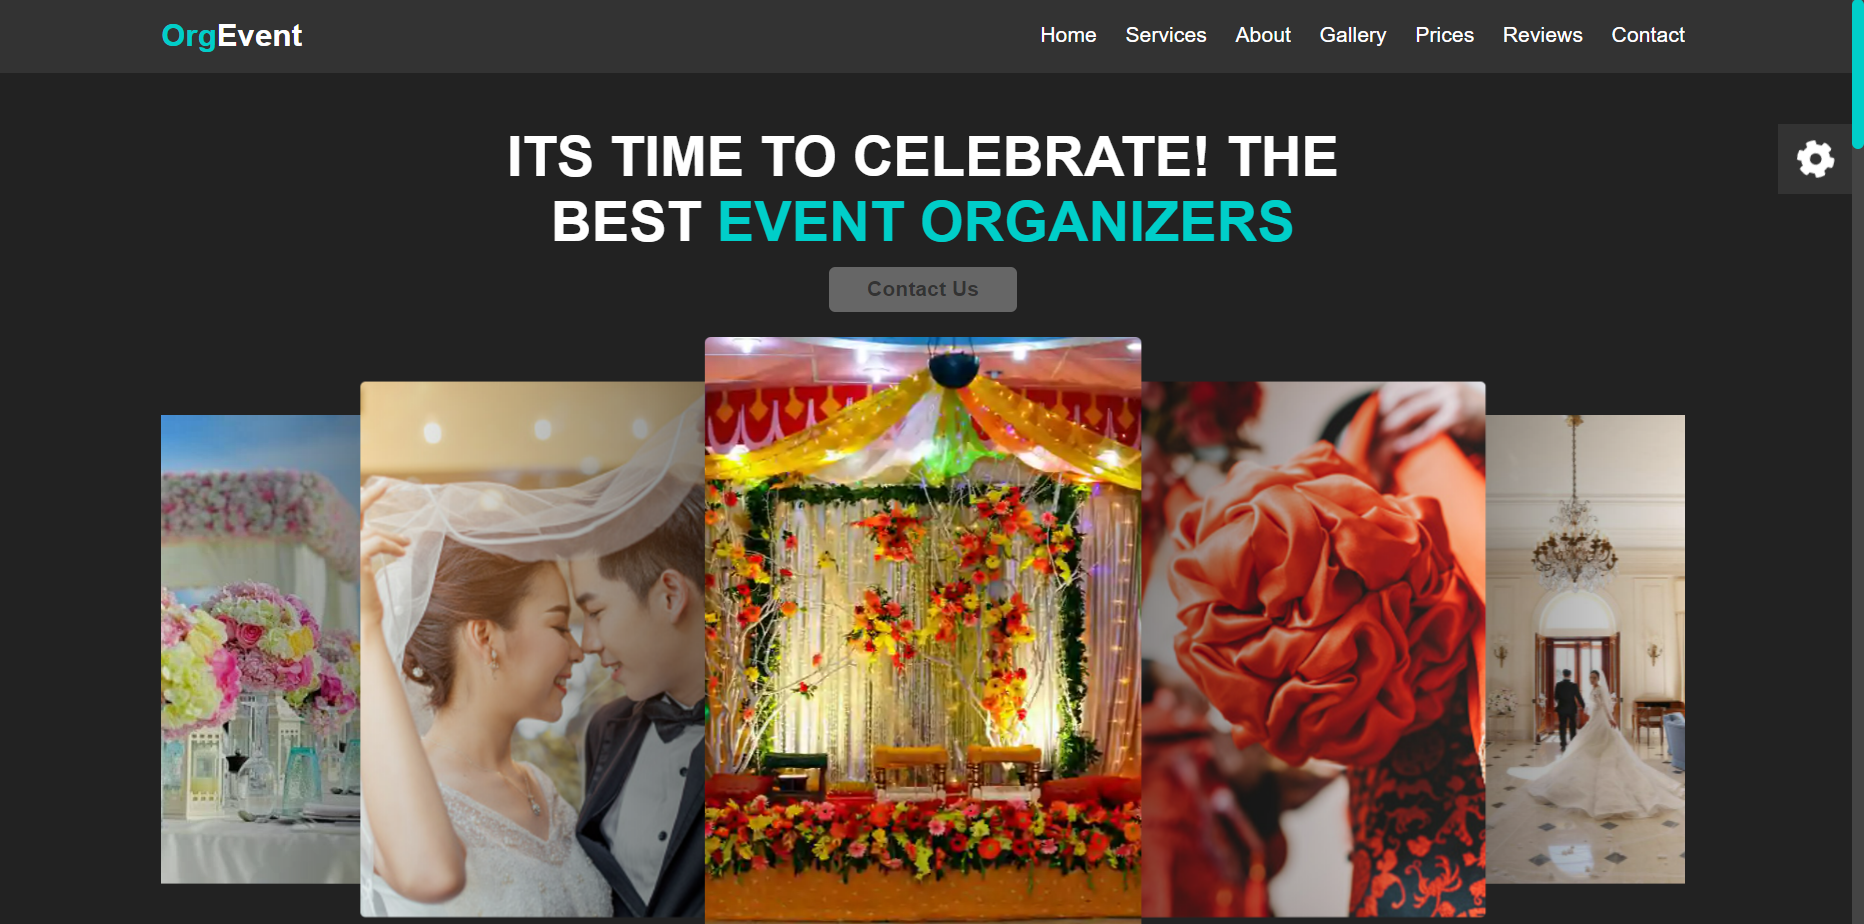 OrgEvent
Home Services About Gallery Prices Reviews Contact
ITS TIME TO CELEBRATE! THE
BEST EVENT ORGANIZERS
Contact Us